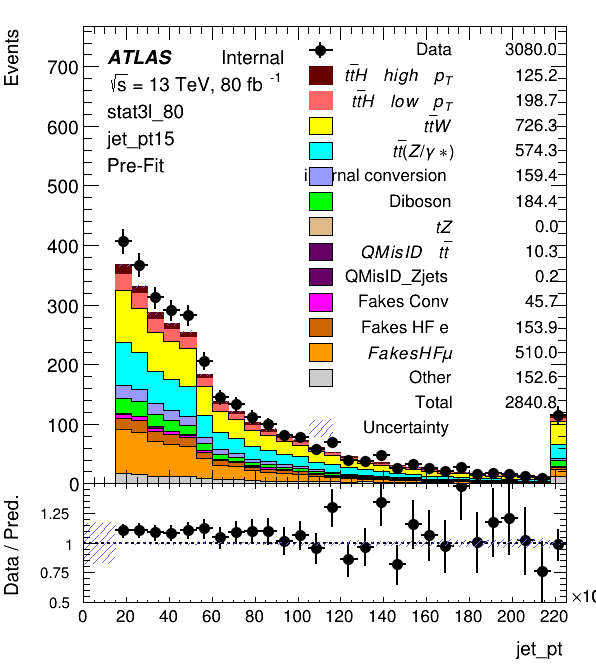 Events
ATLAS Internal
√s = 13 TeV, 80 fb -1
stat3l_80
jet_pt15
Pre-Fit
700
600
500
400
300
200
100
0
Data 3080.0
tt̄H high pT 125.2
tt̄H low pT 198.7
tt̄W 726.3
tt̄(Z/γ∗) 574.3
rnal conversion 159.4
Diboson 184.4
tZ 0.0
QMisID tt̄ 10.3
QMisID_Zjets 0.2
Fakes Conv 45.7
Fakes HF e 153.9
FakesHFμ 510.0
Other 152.6
Total 2840.8
Uncertainty
Data / Pred.
1.25
1
0.75
0.5
0 20 40 60 80 100 120 140 160 180 200 220
×10
jet_pt